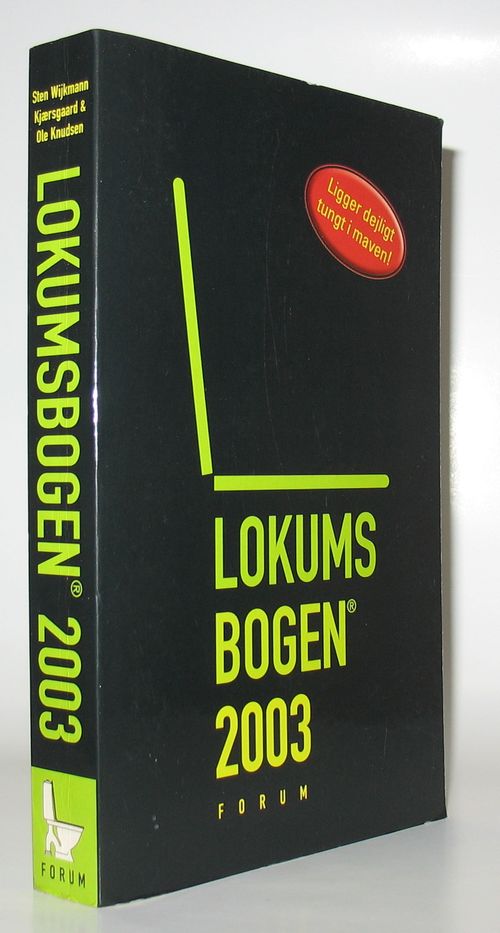 Sten Wijkmann
Kjærsgaard &
Ole Knudsen
LOKUMSBOGEN® 2003
FORUM
Ligger dejligt
tungt i maven!
LOKUMS
BOGEN®
2003
FORUM